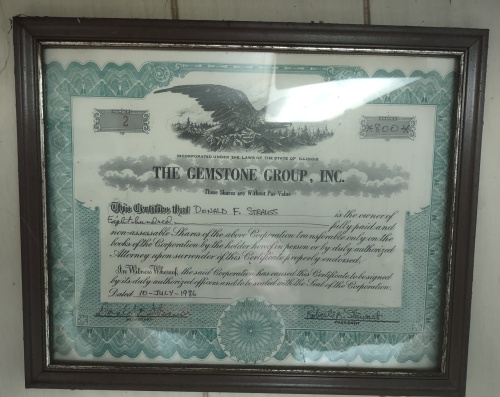 2
*800*
INCORPORATED UNDER THE LAWS OF THE STATE OF ILLINOIS
THE GEMSTONE GROUP, INC.
These Shares are Without Par Value
This Certifies that DONALD F. STRAUSS is the owner of
Eight hundred fully paid and
non-assessable Shares of the above Corporation transferable only on the
books of the Corporation by the holder hereof in person or by duly authorized
Attorney upon surrender of this Certificate properly endorsed.
In Witness Whereof, the said Corporation has caused this Certificate to be signed
by its duly authorized officers and to be sealed with the Seal of the Corporation.
Dated 10-JULY-1986
PRESIDENT